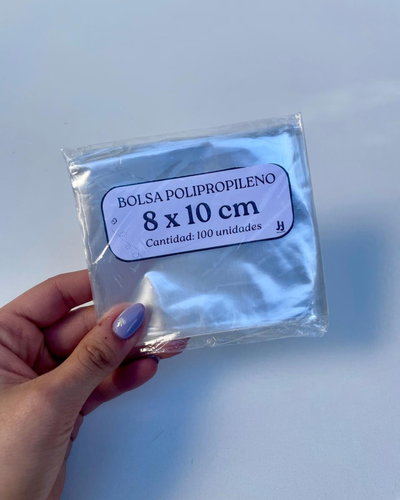 BOLSA POLIPROPILENO
8 x 10 cm
Cantidad: 100 unidades